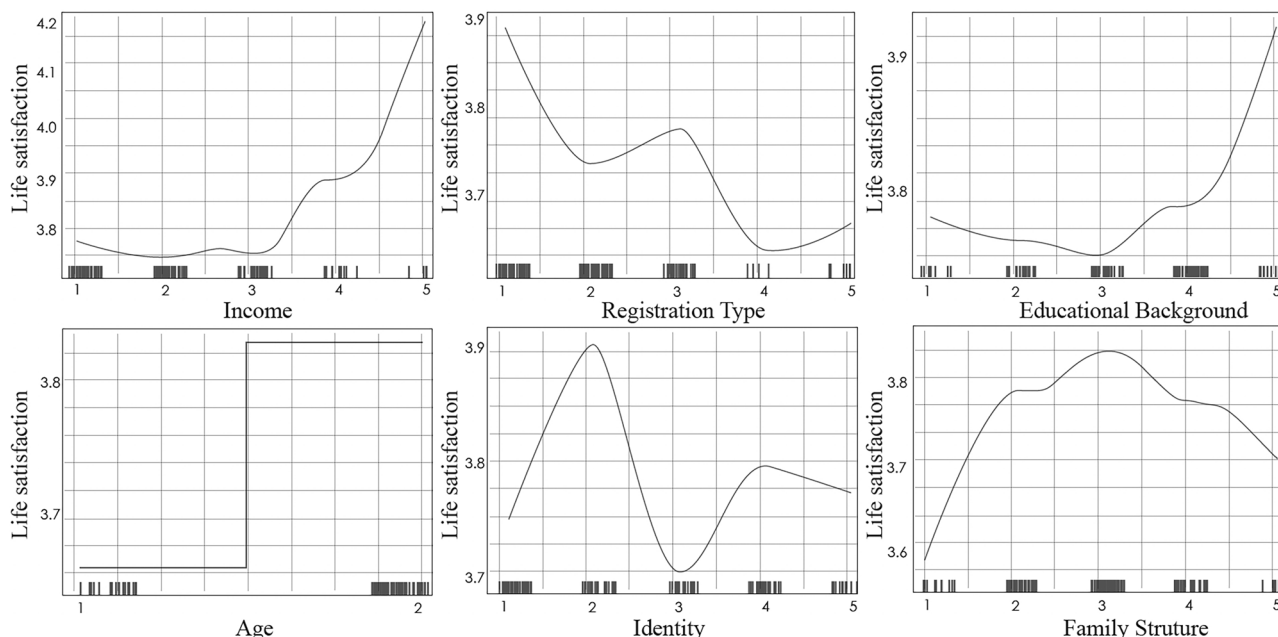 4.2
4.1
4.0
3.9
3.8
Life satisfaction
1 2 3 4 5
Income
3.9
3.8
3.7
Life satisfaction
1 2 3 4 5
Registration Type
3.9
3.8
Life satisfaction
1 2 3 4 5
Educational Background
3.8
3.7
Life satisfaction
1 2
Age
3.9
3.8
3.7
Life satisfaction
1 2 3 4 5
Identity
3.8
3.7
3.6
Life satisfaction
1 2 3 4 5
Family Struture